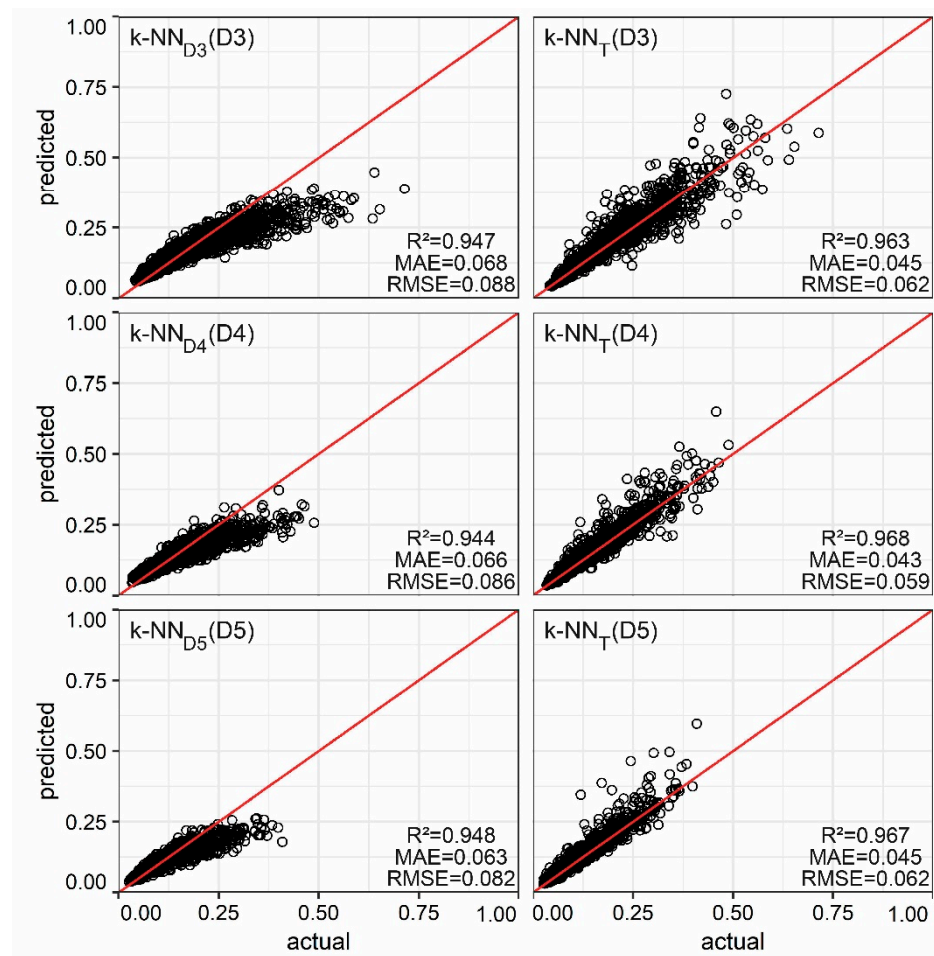 k-NN_D3(D3)
1.00
0.75
0.50
0.25
0.00
predicted
R²=0.947
MAE=0.068
RMSE=0.088
k-NN_T(D3)
R²=0.963
MAE=0.045
RMSE=0.062
k-NN_D4(D4)
1.00
0.75
0.50
0.25
0.00
predicted
R²=0.944
MAE=0.066
RMSE=0.086
k-NN_T(D4)
R²=0.968
MAE=0.043
RMSE=0.059
k-NN_D5(D5)
1.00
0.75
0.50
0.25
0.00
predicted
R²=0.948
MAE=0.063
RMSE=0.082
k-NN_T(D5)
R²=0.967
MAE=0.045
RMSE=0.062
0.00 0.25 0.50 0.75 1.00
actual
0.00 0.25 0.50 0.75 1.00
actual